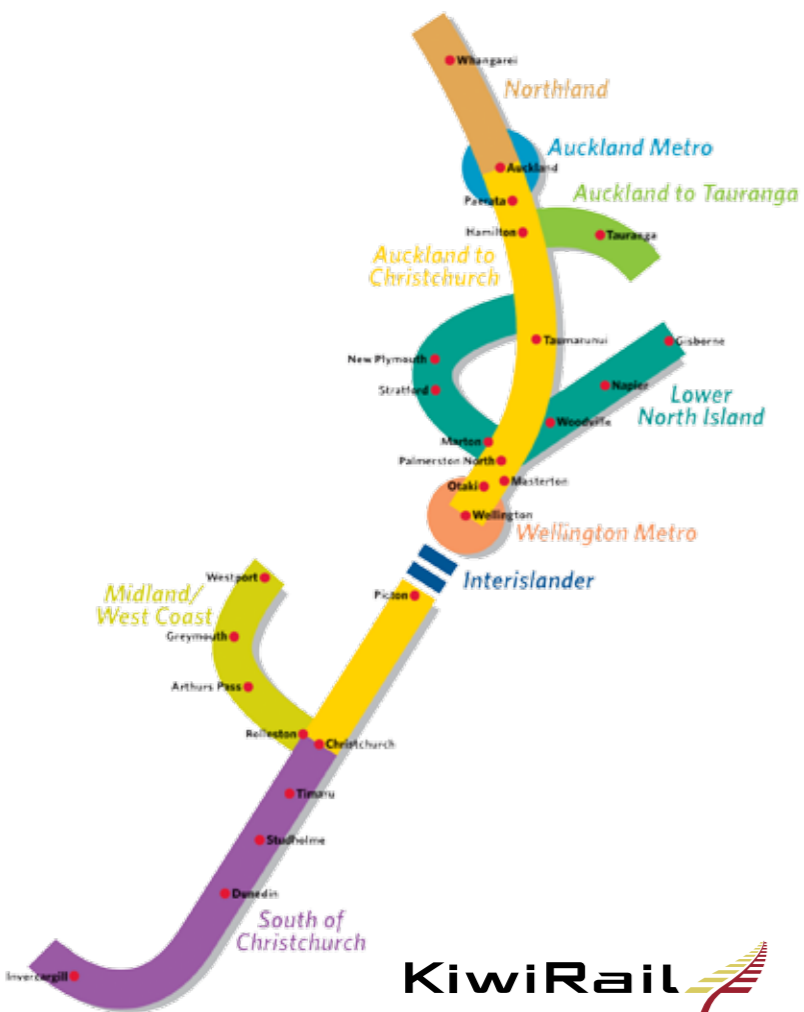 Whangarei
Northland
Auckland Metro
Auckland
Auckland to Tauranga
Paerata
Hamilton
Tauranga
Auckland to
Christchurch
Taumarunui
Gisborne
New Plymouth
Stratford
Napier
Lower
North Island
Woodville
Marton
Palmerston North
Masterton
Otaki
Wellington
Wellington Metro
Interislander
Westport
Midland/
West Coast
Picton
Greymouth
Arthurs Pass
Rolleston
Christchurch
Timaru
Studholme
Dunedin
South of
Christchurch
Invercargill
KiwiRail